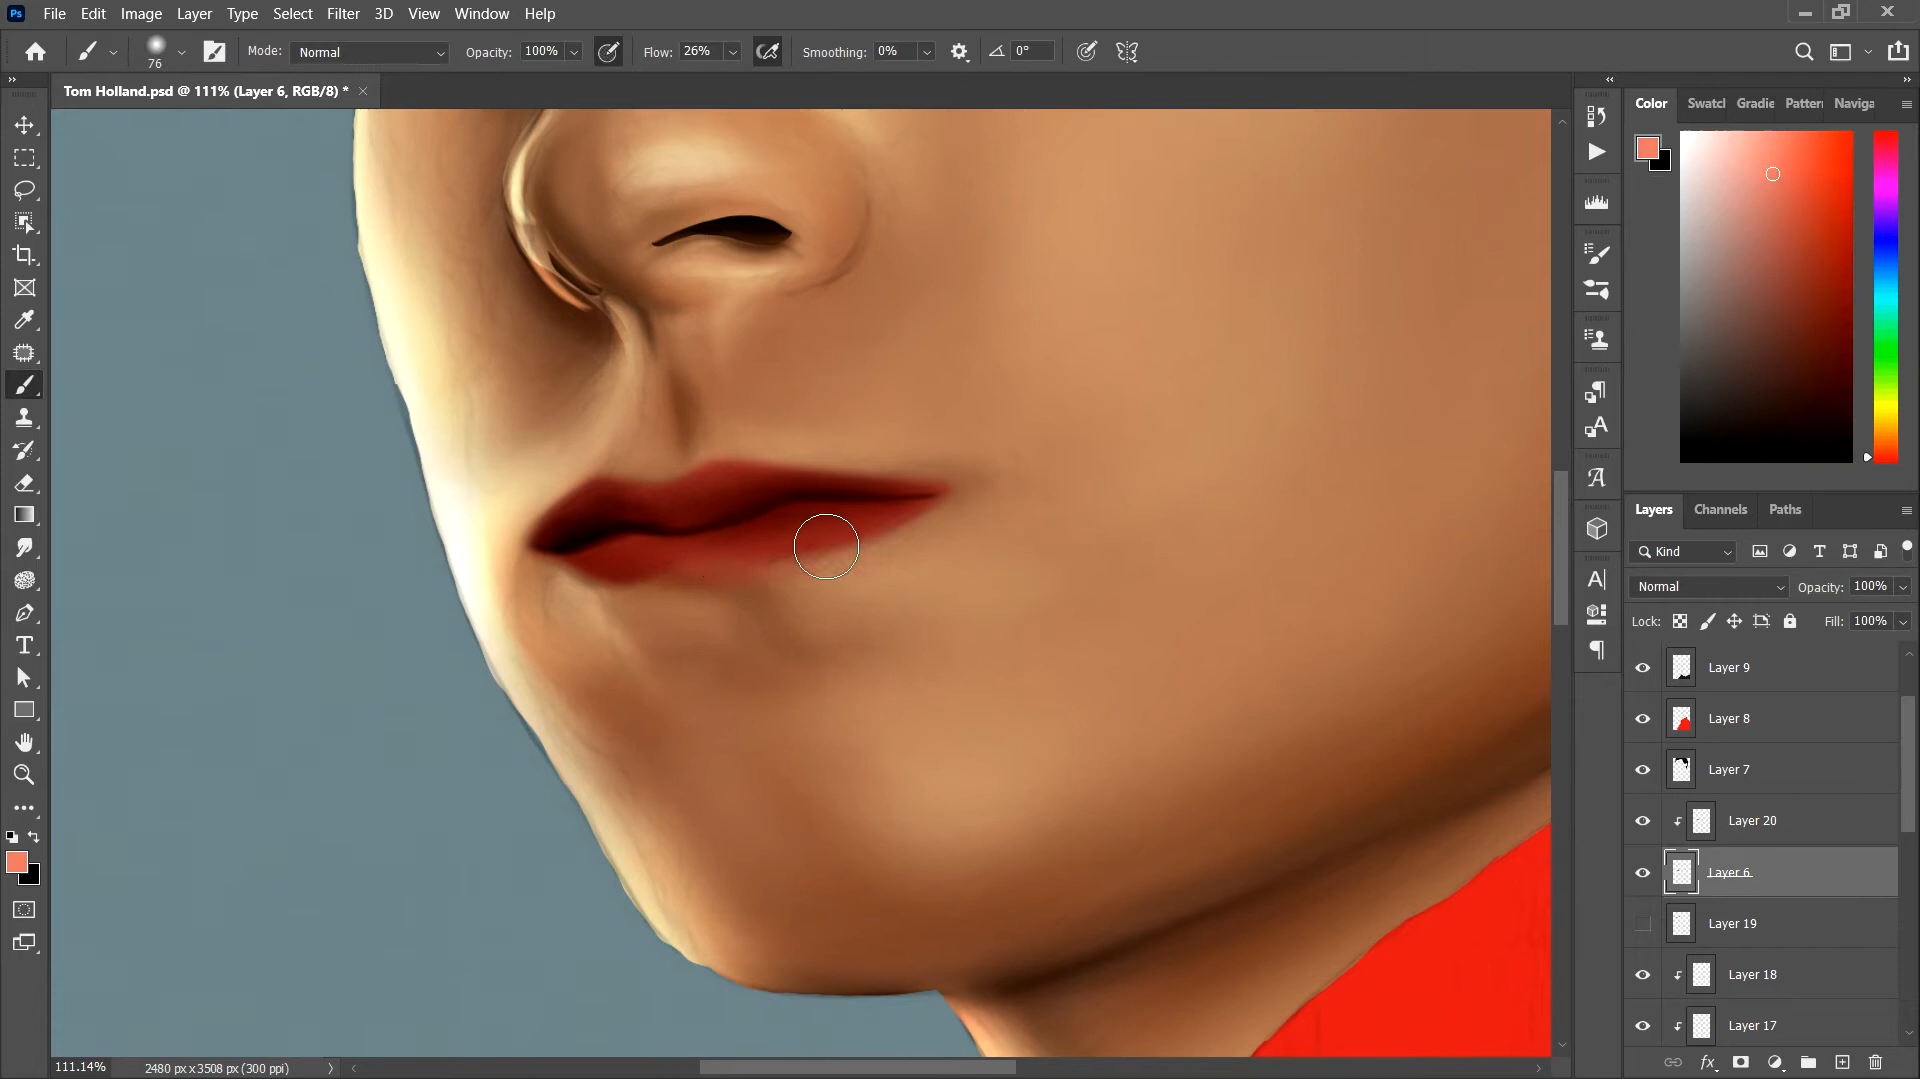 Ps File Edit Image Layer Type Select Filter 3D View Window Help
76 Mode: Normal Opacity: 100% Flow: 26% Smoothing: 0% 0°
Tom Holland.psd @ 111% (Layer 6, RGB/8) *
Color Swatcl Gradie Patterr Naviga
Layers Channels Paths
Kind
Normal Opacity: 100%
Lock: Fill: 100%
Layer 9
Layer 8
Layer 7
Layer 20
Layer 6
Layer 19
Layer 18
Layer 17
fx
111.14% 2480 px x 3508 px (300 ppi)